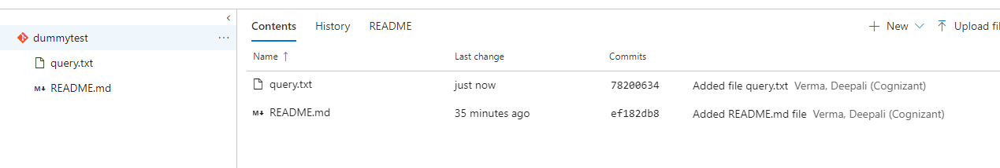 dummytest ...
query.txt
M↓ README.md
Contents History README
+ New Upload fil
Name ↑ Last change Commits
query.txt just now 78200634 Added file query.txt Verma, Deepali (Cognizant)
M↓ README.md 35 minutes ago ef182db8 Added README.md file Verma, Deepali (Cognizant)